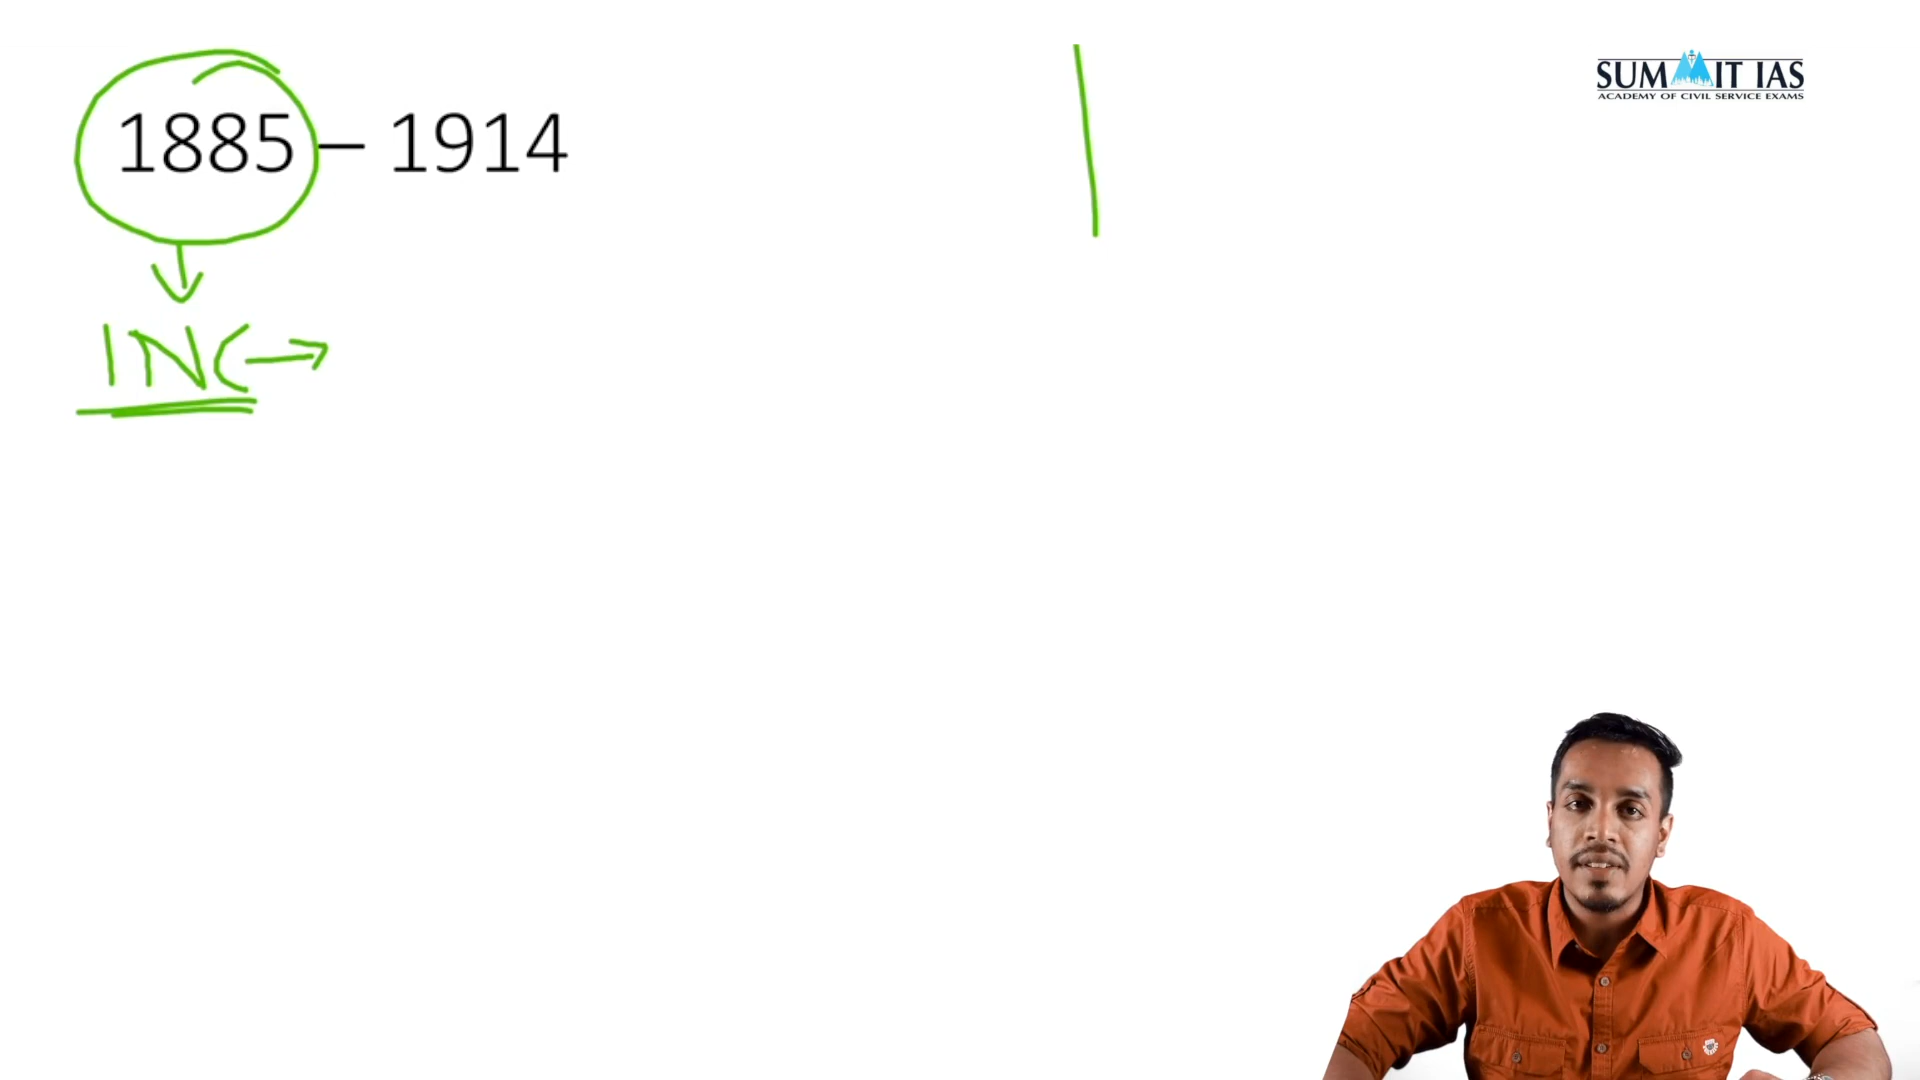 1885 – 1914
SUMMIT IAS
ACADEMY OF CIVIL SERVICE EXAMS
INC →